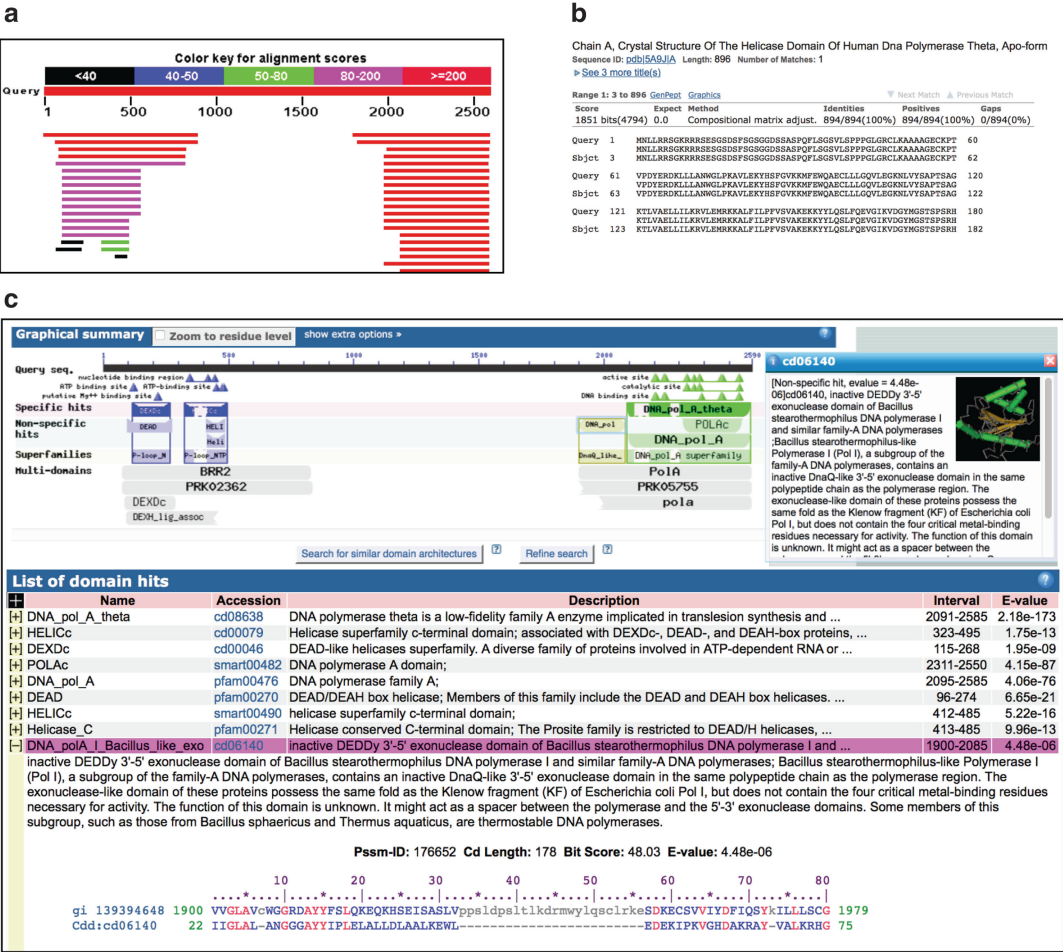 a
Color key for alignment scores
<40 40-50 50-80 80-200 >=200
Query
1 500 1000 1500 2000 2500
b
Chain A, Crystal Structure Of The Helicase Domain Of Human Dna Polymerase Theta, Apo-form
Sequence ID: pdb|5A9J|A Length: 896 Number of Matches: 1
See 3 more title(s)
Range 1: 3 to 896 GenPept Graphics Next Match Previous Match
Score Expect Method Identities Positives Gaps
1851 bits(4794) 0.0 Compositional matrix adjust. 894/894(100%) 894/894(100%) 0/894(0%)
Query 1 MNLLRRSGKRRRSESGSDSFSGSGGDSSASPQFLSGSVLSPPPGLGRCLKAAAAGECKPT 60
MNLLRRSGKRRRSESGSDSFSGSGGDSSASPQFLSGSVLSPPPGLGRCLKAAAAGECKPT
Sbjct 3 MNLLRRSGKRRRSESGSDSFSGSGGDSSASPQFLSGSVLSPPPGLGRCLKAAAAGECKPT 62
Query 61 VPDYERDKLLLANWGLPKAVLEKYHSFGVKKMFEWQAECLLLGQVLEGKNLVYSAPTSAG 120
VPDYERDKLLLANWGLPKAVLEKYHSFGVKKMFEWQAECLLLGQVLEGKNLVYSAPTSAG
Sbjct 63 VPDYERDKLLLANWGLPKAVLEKYHSFGVKKMFEWQAECLLLGQVLEGKNLVYSAPTSAG 122
Query 121 KTLVAELLILKRVLEMRKKALFILPFVSVAKEKKYYLQSLFQEVGIKVDGYMGSTSPSRH 180
KTLVAELLILKRVLEMRKKALFILPFVSVAKEKKYYLQSLFQEVGIKVDGYMGSTSPSRH
Sbjct 123 KTLVAELLILKRVLEMRKKALFILPFVSVAKEKKYYLQSLFQEVGIKVDGYMGSTSPSRH 182
c
Graphical summary Zoom to residue level show extra options » ?
1 500 1000 1500 2000 2590
Query seq.
nucleotide binding region active site
ATP binding site ATP-binding site catalytic site
putative Mg++ binding site DNA binding site
Specific hits DEXDc DNA_pol_A_theta
Non-specific hits DEAD HELI DNA_pol POLAc
Heli DNA_pol_A
Superfamilies P-loop_N P-loop_NTP DnaQ_like_ DNA_pol_A superfamily
Multi-domains BRR2 PolA
PRK02362 PRK05755
DEXDc pola
DEXH_lig_assoc
Search for similar domain architectures ? Refine search ?
cd06140
[Non-specific hit, evalue = 4.48e-
06]cd06140, inactive DEDDy 3'-5'
exonuclease domain of Bacillus
stearothermophilus DNA polymerase I
and similar family-A DNA polymerases
;Bacillus stearothermophilus-like
Polymerase I (Pol I), a subgroup of the
family-A DNA polymerases, contains an
inactive DnaQ-like 3'-5' exonuclease domain in the same
polypeptide chain as the polymerase region. The
exonuclease-like domain of these proteins possess the
same fold as the Klenow fragment (KF) of Escherichia coli
Pol I, but does not contain the four critical metal-binding
residues necessary for activity. The function of this domain
is unknown. It might act as a spacer between the
List of domain hits ?
+ Name Accession Description Interval E-value
[+] DNA_pol_A_theta cd08638 DNA polymerase theta is a low-fidelity family A enzyme implicated in translesion synthesis and ... 2091-2585 2.18e-173
[+] HELICc cd00079 Helicase superfamily c-terminal domain; associated with DEXDc-, DEAD-, and DEAH-box proteins, ... 323-495 1.75e-13
[+] DEXDc cd00046 DEAD-like helicases superfamily. A diverse family of proteins involved in ATP-dependent RNA or ... 115-268 1.95e-09
[+] POLAc smart00482 DNA polymerase A domain; 2311-2550 4.15e-87
[+] DNA_pol_A pfam00476 DNA polymerase family A; 2095-2585 4.06e-76
[+] DEAD pfam00270 DEAD/DEAH box helicase; Members of this family include the DEAD and DEAH box helicases. ... 96-274 6.65e-21
[+] HELICc smart00490 helicase superfamily c-terminal domain; 412-485 5.22e-16
[+] Helicase_C pfam00271 Helicase conserved C-terminal domain; The Prosite family is restricted to DEAD/H helicases, ... 413-485 9.96e-13
[−] DNA_polA_I_Bacillus_like_exo cd06140 inactive DEDDy 3'-5' exonuclease domain of Bacillus stearothermophilus DNA polymerase I and ... 1900-2085 4.48e-06
inactive DEDDy 3'-5' exonuclease domain of Bacillus stearothermophilus DNA polymerase I and similar family-A DNA polymerases; Bacillus stearothermophilus-like Polymerase I
(Pol I), a subgroup of the family-A DNA polymerases, contains an inactive DnaQ-like 3'-5' exonuclease domain in the same polypeptide chain as the polymerase region. The
exonuclease-like domain of these proteins possess the same fold as the Klenow fragment (KF) of Escherichia coli Pol I, but does not contain the four critical metal-binding residues
necessary for activity. The function of this domain is unknown. It might act as a spacer between the polymerase and the 5'-3' exonuclease domains. Some members of this
subgroup, such as those from Bacillus sphaericus and Thermus aquaticus, are thermostable DNA polymerases.
Pssm-ID: 176652 Cd Length: 178 Bit Score: 48.03 E-value: 4.48e-06
10 20 30 40 50 60 70 80
....*....|....*....|....*....|....*....|....*....|....*....|....*....|....*....|
gi 139394648 1900 VVGLAVcWGGRDAYYFSLQKEQKHSEISASLVppsldpsltlkdrmwylqsclrkeSDKECSVVIYDFIQSYkILLLSCG 1979
Cdd:cd06140 22 IIGLAL-ANGGGAYYIPLELALLDLAALKEWL------------------------EDEKIPKVGHDAKRAY-VALKRHG 75